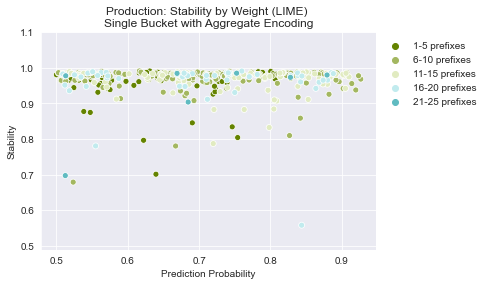 Production: Stability by Weight (LIME)
Single Bucket with Aggregate Encoding
1.1
1.0
0.9
0.8
0.7
0.6
0.5
Stability
0.5 0.6 0.7 0.8 0.9
Prediction Probability
1-5 prefixes
6-10 prefixes
11-15 prefixes
16-20 prefixes
21-25 prefixes